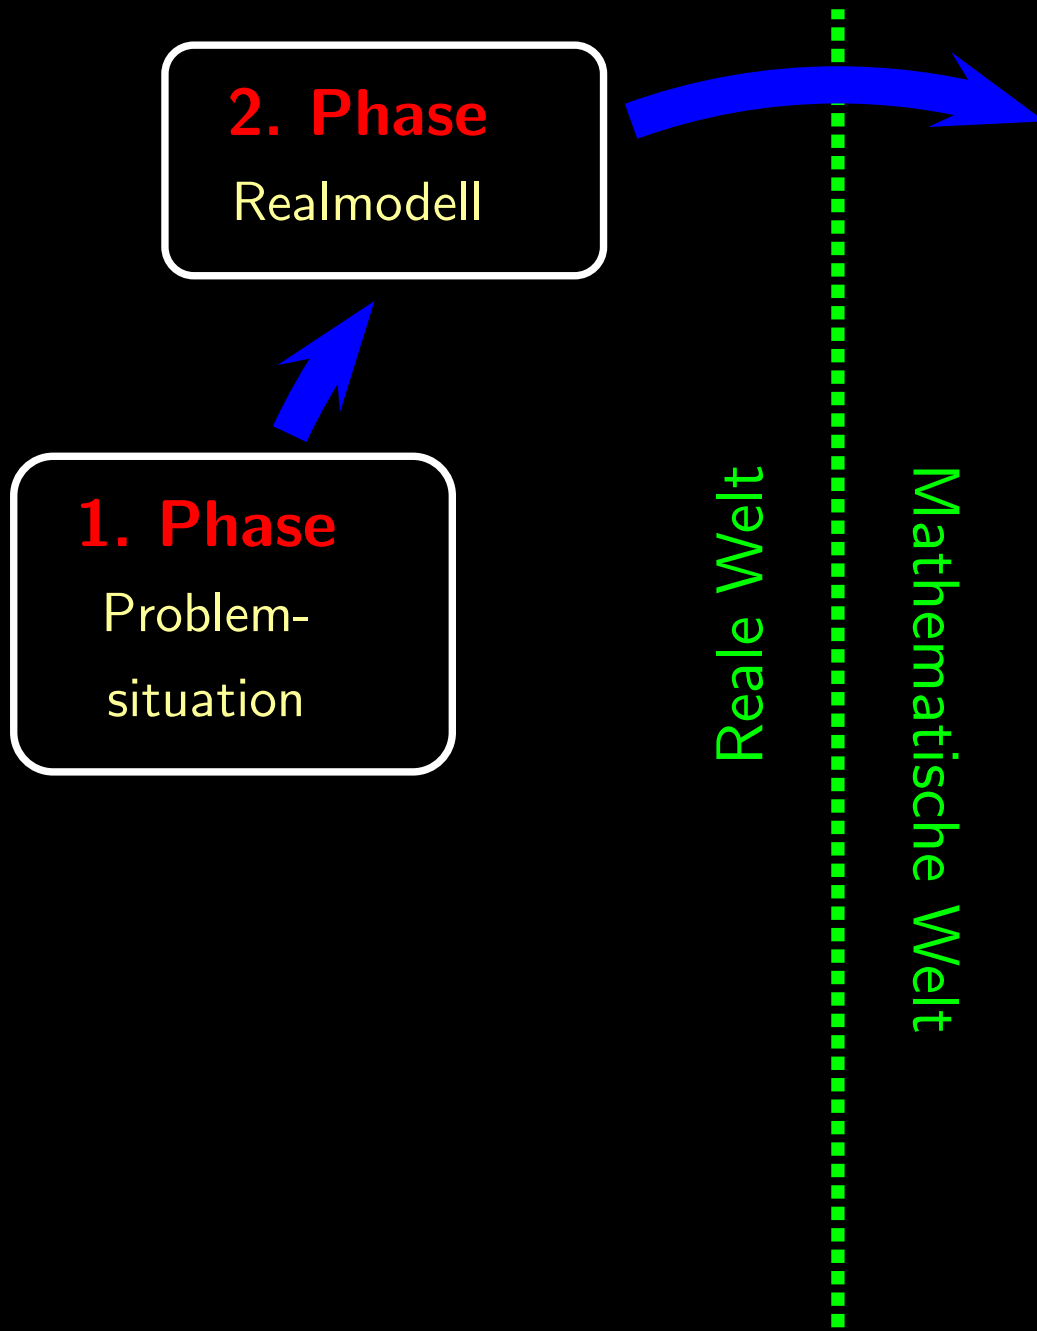 2. Phase
Realmodell
1. Phase
Problem-
situation
Reale Welt
Mathematische Welt